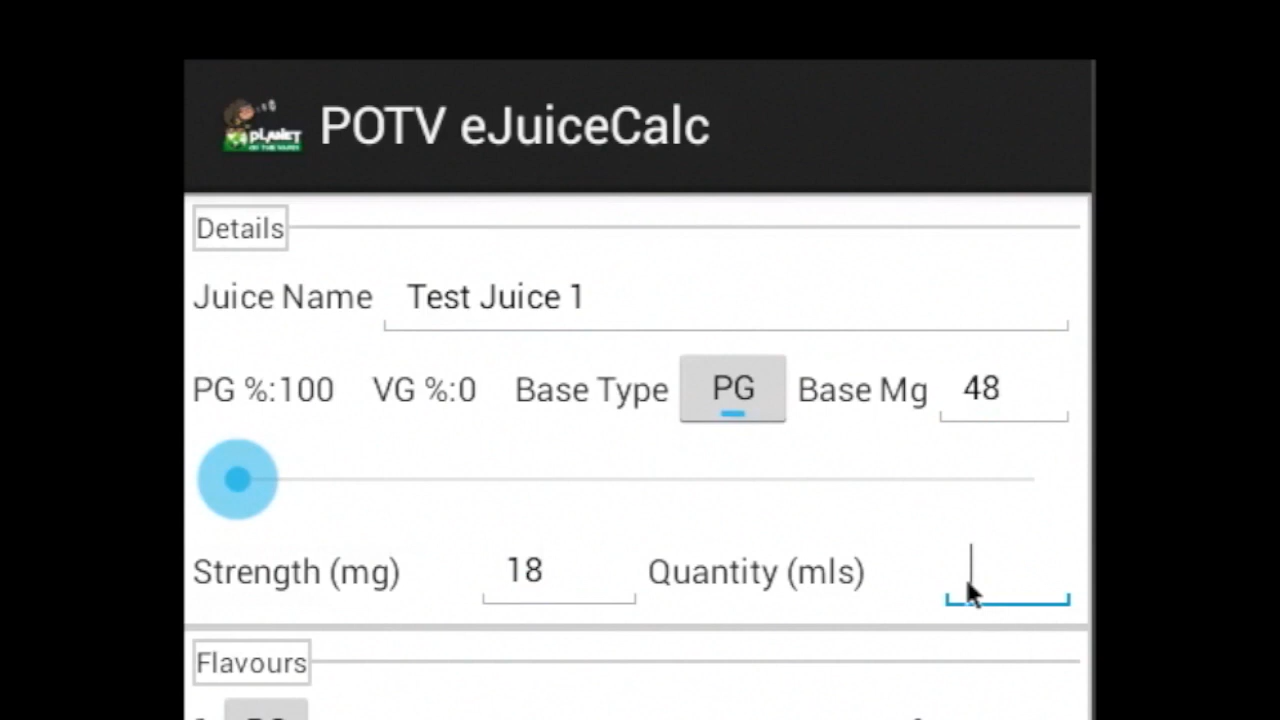 PLANET
POTV eJuiceCalc
Details
Juice Name Test Juice 1
PG %:100 VG %:0 Base Type PG Base Mg 48
Strength (mg) 18 Quantity (mls)
Flavours